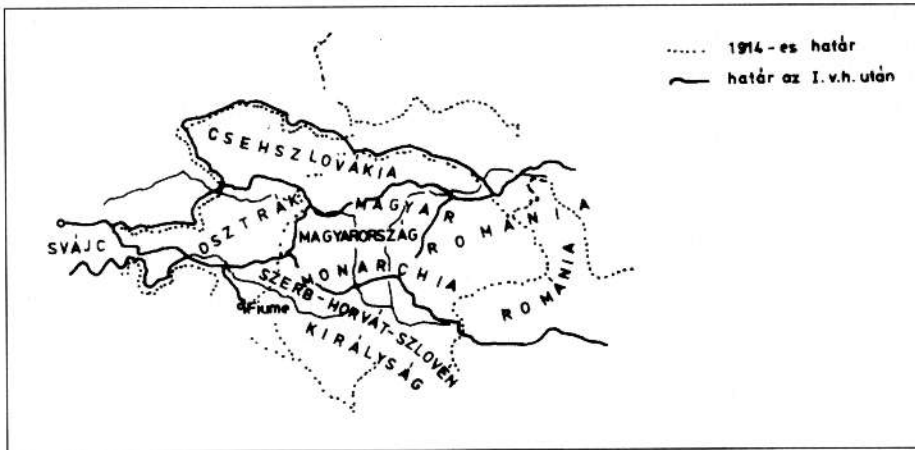 1914-es határ
határ az I. v. h. után
CSEHSZLOVÁKIA
OSZTRÁK
MAGYAR
MONARCHIA
MAGYARORSZÁG
ROMÁNIA
ROMÁNIA
SVÁJC
Fiume
SZERB-HORVÁT-SZLOVÉN
KIRÁLYSÁG